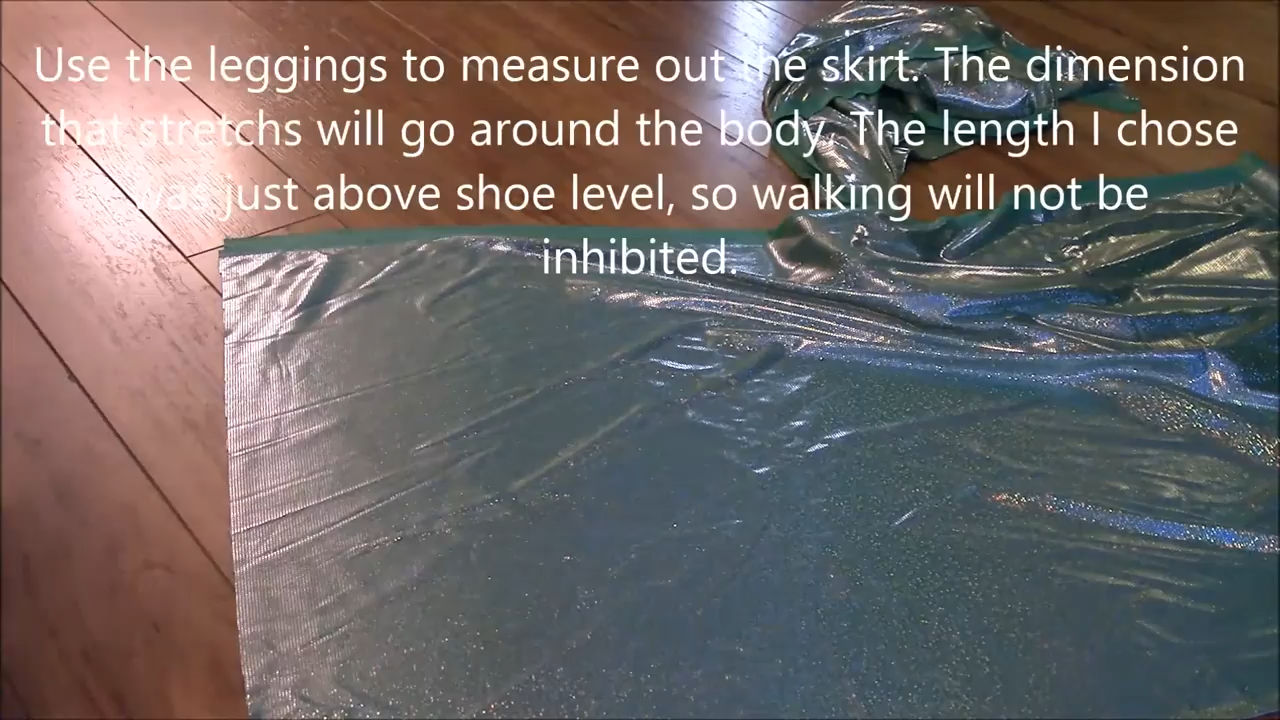 Use the leggings to measure out the skirt. The dimension
that stretchs will go around the body. The length I chose
was just above shoe level, so walking will not be
inhibited.